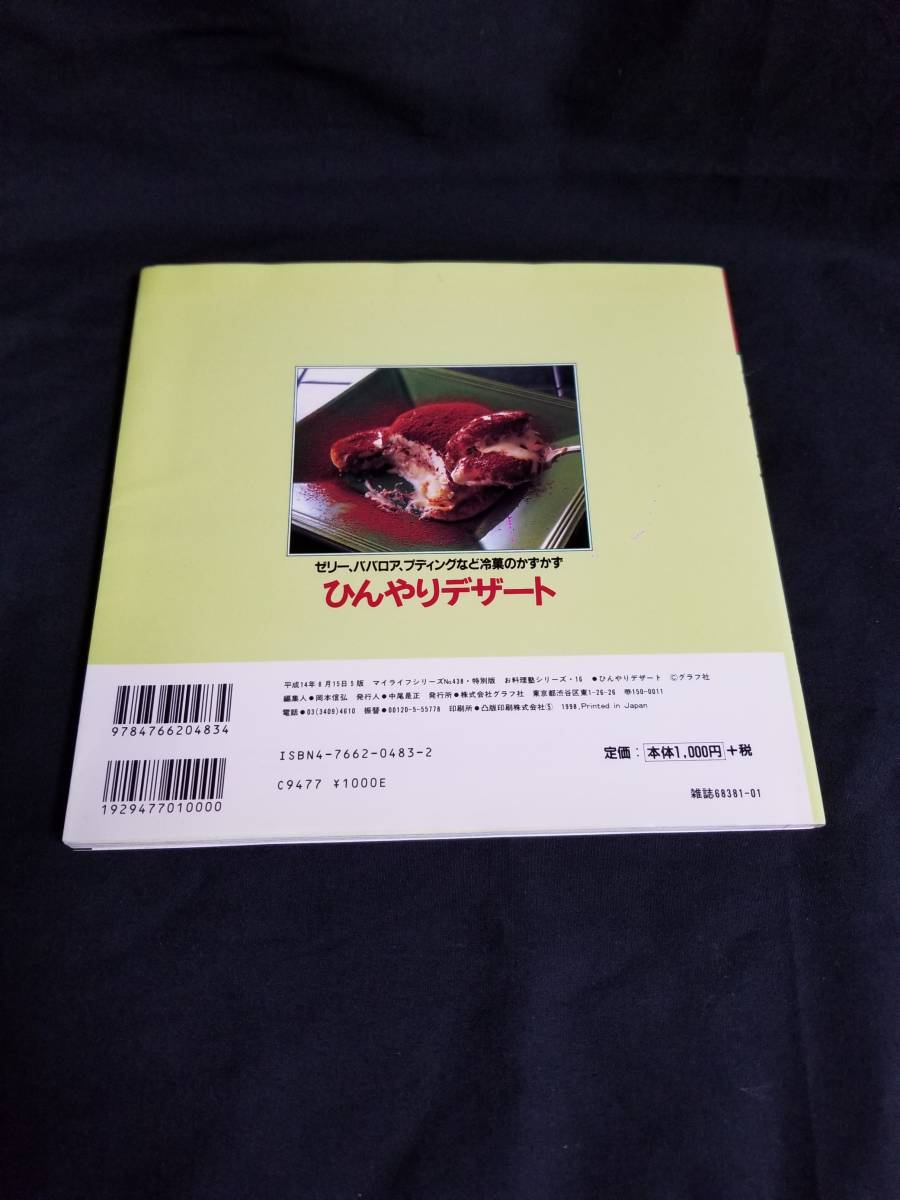 ゼリー、ババロア、プディングなど冷菓のかずかず
ひんやりデザート
平成14年6月15日5版 マイライフシリーズNo438・特別版 お料理塾シリーズ・16 ●ひんやりデザート ©グラフ社
編集人●岡本信弘 発行人●中尾是正 発行所●株式会社グラフ社 東京都渋谷区東1-26-26 〠150-0011
電話●03(3409)4610 振替●00120-5-55778 印刷所●凸版印刷株式会社Ⓢ 1998,Printed in Japan
9784766204834
ISBN4-7662-0483-2
定価：本体1,000円+税
C9477 ¥1000E
1929477010000
雑誌68381-01